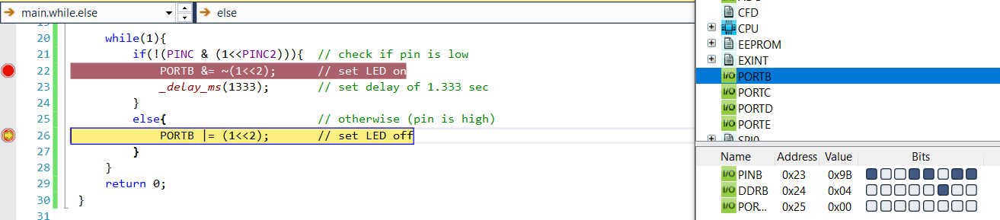 main.while.else
else
19
20 while(1){
21 if(!(PINC & (1<<PINC2))){ // check if pin is low
22 PORTB &= ~(1<<2); // set LED on
23 _delay_ms(1333); // set delay of 1.333 sec
24 }
25 else{ // otherwise (pin is high)
26 PORTB |= (1<<2); // set LED off
27 }
28 }
29 return 0;
30 }
31
CFD
CPU
EEPROM
EXINT
I/O PORTB
I/O PORTC
I/O PORTD
I/O PORTE
SPI0
Name Address Value Bits
I/O PINB 0x23 0x9B
I/O DDRB 0x24 0x04
I/O POR... 0x25 0x00